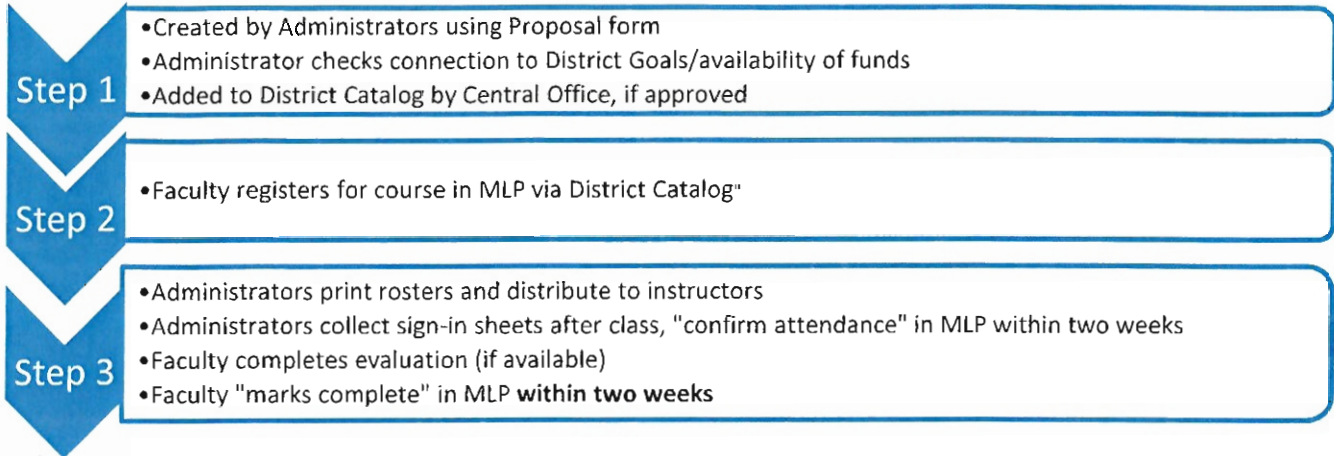 Step 1
•Created by Administrators using Proposal form
•Administrator checks connection to District Goals/availability of funds
•Added to District Catalog by Central Office, if approved
Step 2
•Faculty registers for course in MLP via District Catalog"
Step 3
•Administrators print rosters and distribute to instructors
•Administrators collect sign-in sheets after class, "confirm attendance" in MLP within two weeks
•Faculty completes evaluation (if available)
•Faculty "marks complete" in MLP within two weeks